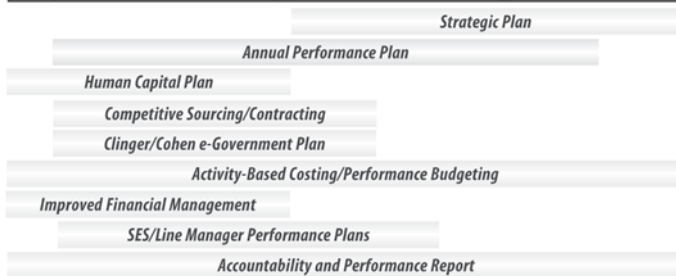 Strategic Plan
Annual Performance Plan
Human Capital Plan
Competitive Sourcing/Contracting
Clinger/Cohen e-Government Plan
Activity-Based Costing/Performance Budgeting
Improved Financial Management
SES/Line Manager Performance Plans
Accountability and Performance Report